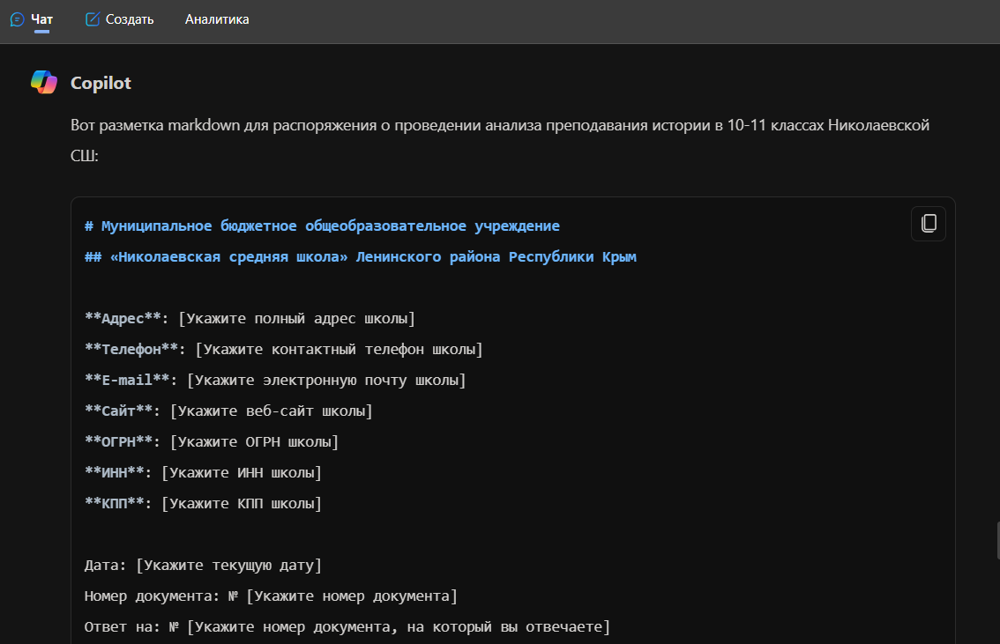 Чат Создать Аналитика
Copilot
Вот разметка markdown для распоряжения о проведении анализа преподавания истории в 10-11 классах Николаевской
СШ:
# Муниципальное бюджетное общеобразовательное учреждение
## «Николаевская средняя школа» Ленинского района Республики Крым
**Адрес**: [Укажите полный адрес школы]
**Телефон**: [Укажите контактный телефон школы]
**E-mail**: [Укажите электронную почту школы]
**Сайт**: [Укажите веб-сайт школы]
**ОГРН**: [Укажите ОГРН школы]
**ИНН**: [Укажите ИНН школы]
**КПП**: [Укажите КПП школы]
Дата: [Укажите текущую дату]
Номер документа: № [Укажите номер документа]
Ответ на: № [Укажите номер документа, на который вы отвечаете]